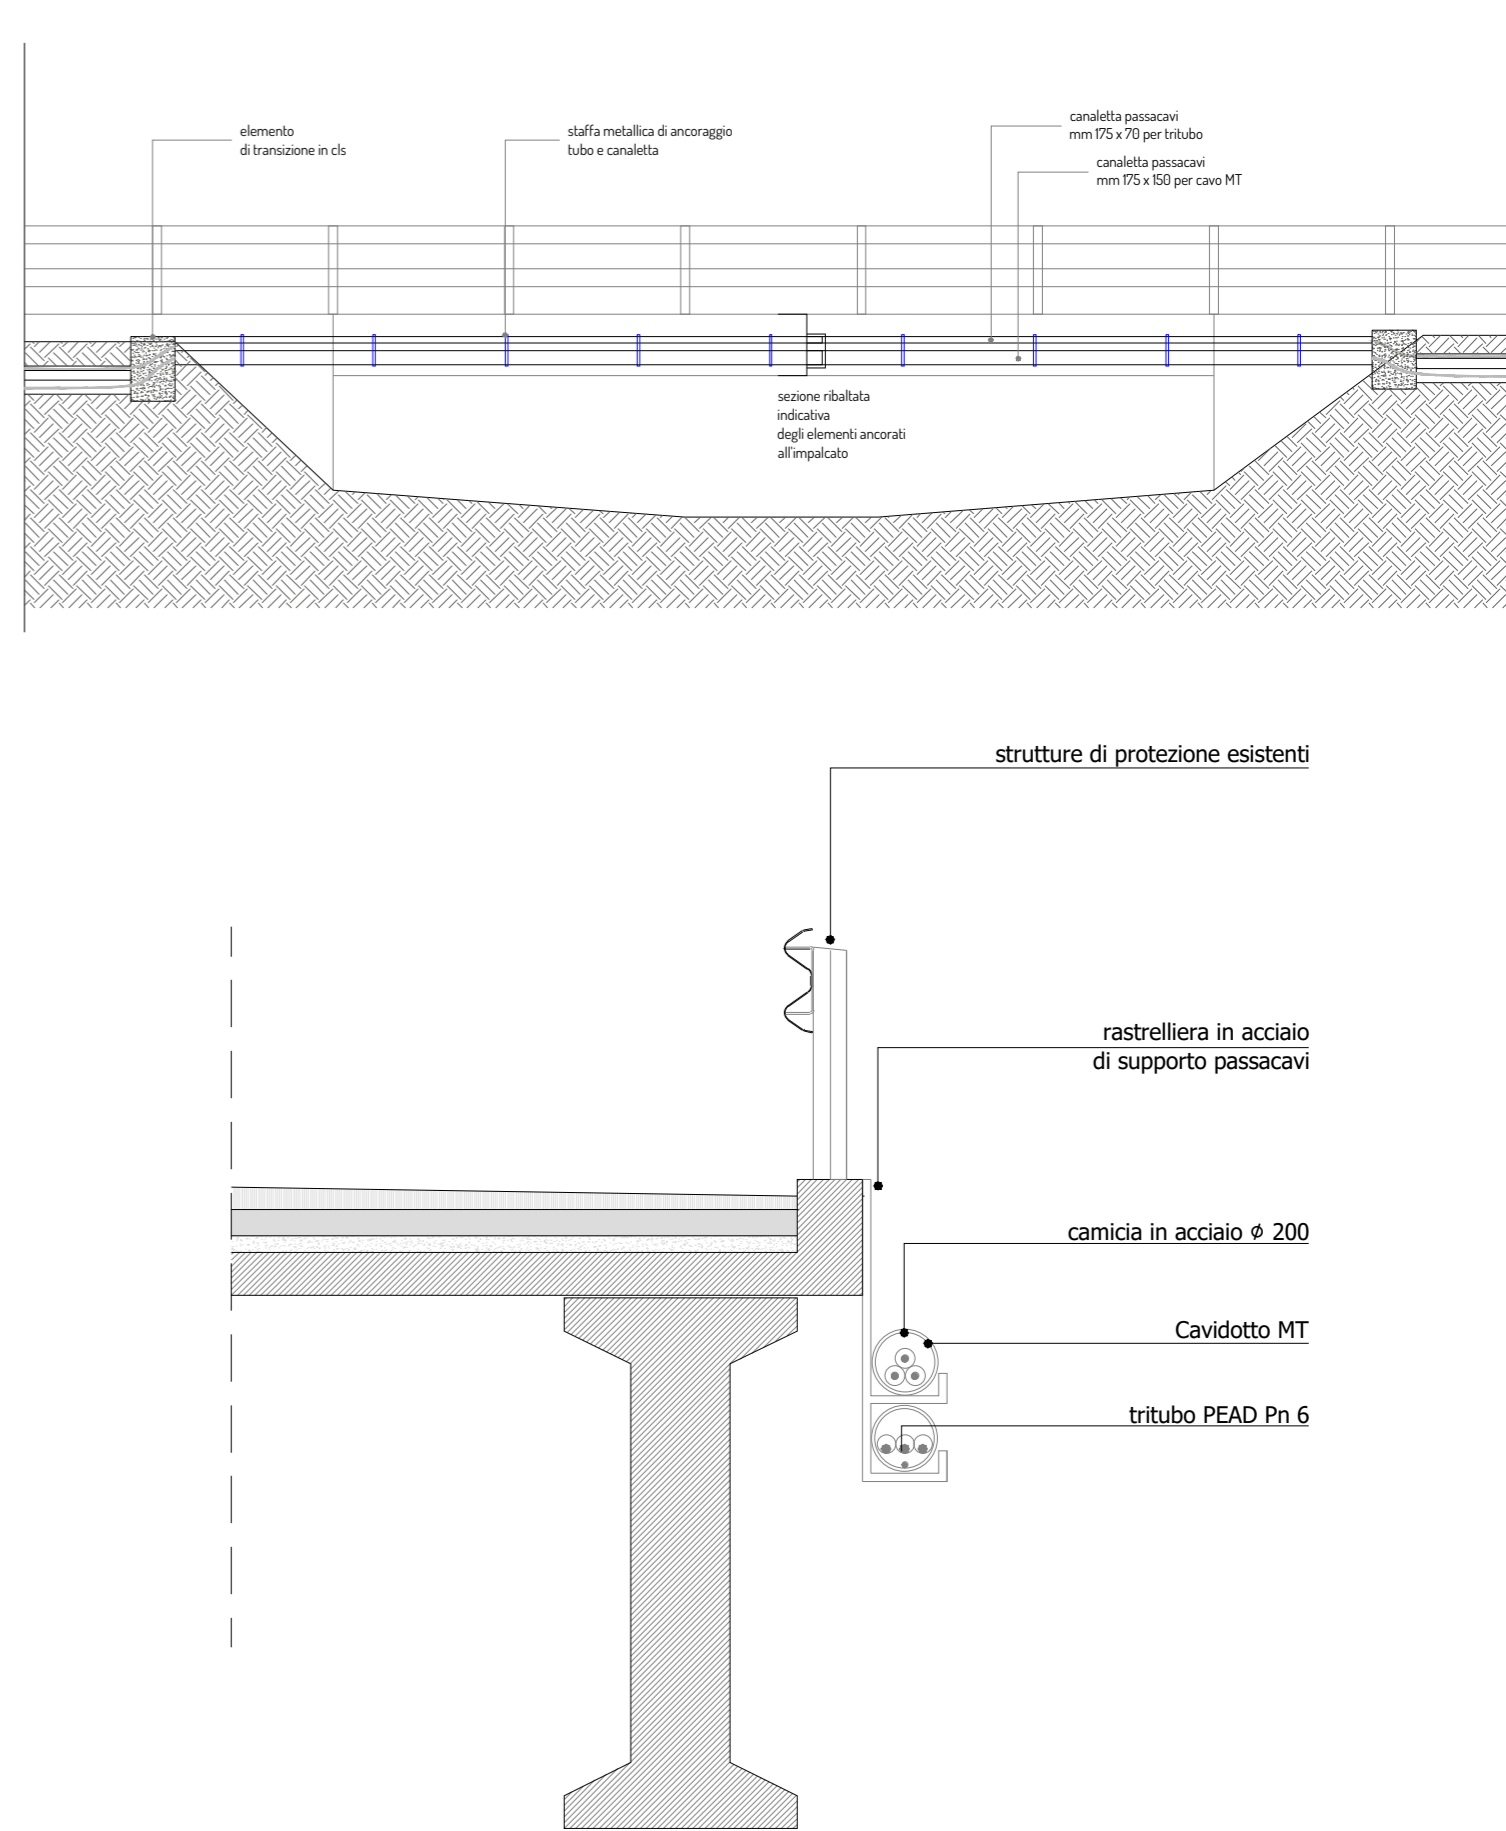 elemento
di transizione in cls
staffa metallica di ancoraggio
tubo e canaletta
canaletta passacavi
mm 175 x 70 per tritubo
canaletta passacavi
mm 175 x 150 per cavo MT
sezione ribaltata
indicativa
degli elementi ancorati
all'impalcato
strutture di protezione esistenti
rastrelliera in acciaio
di supporto passacavi
camicia in acciaio ϕ 200
Cavidotto MT
tritubo PEAD Pn 6